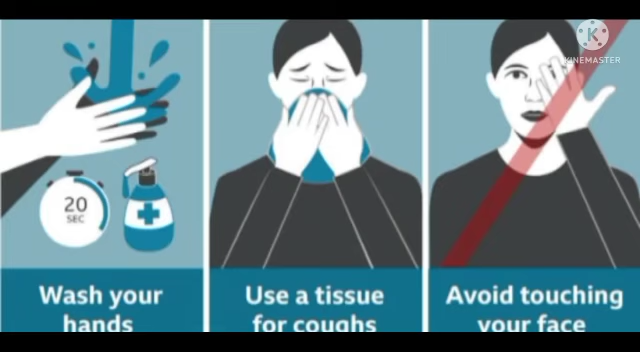 KINEMASTER
20
SEC
Wash your
hands
Use a tissue
for coughs
Avoid touching
your face